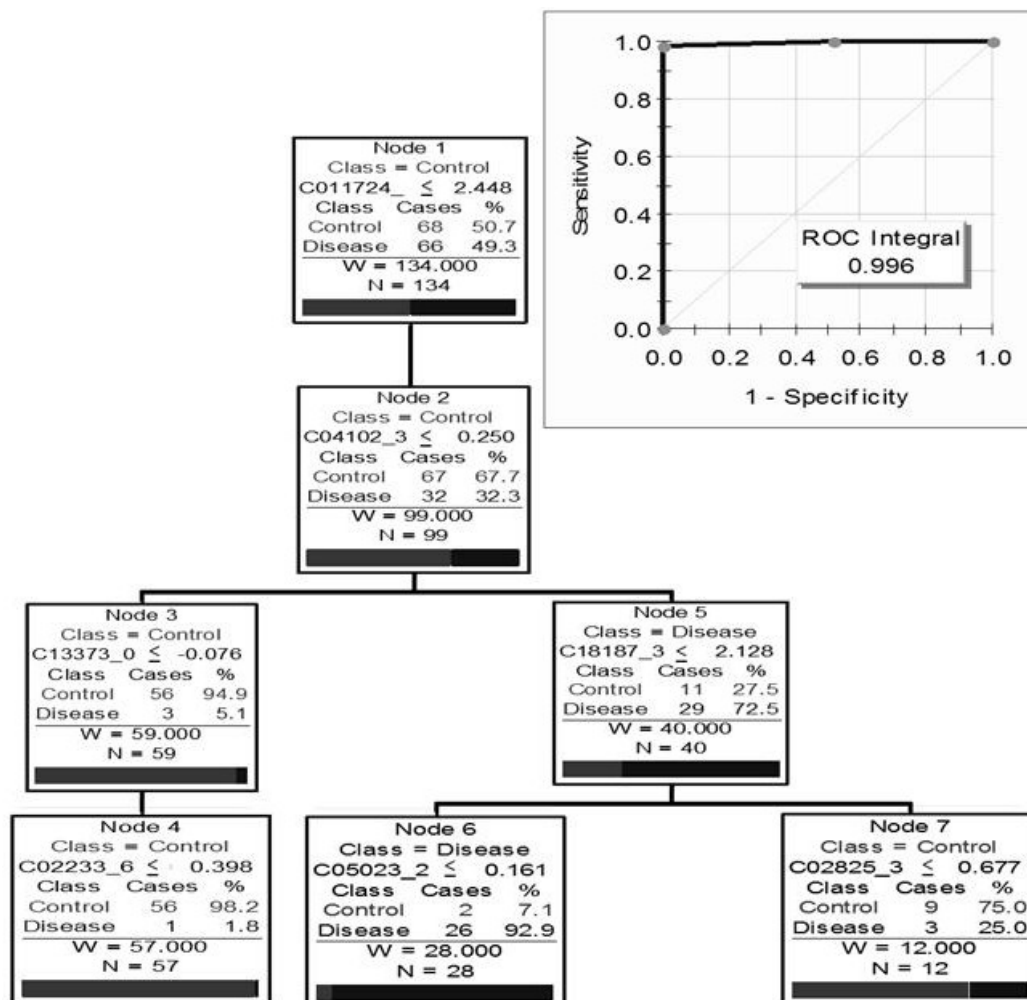 1.0
0.8
0.6
0.4
0.2
0.0
Sensitivity
ROC Integral
0.996
0.0 0.2 0.4 0.6 0.8 1.0
1 - Specificity
Node 1
Class = Control
C011724_ ≤ 2.448
Class Cases %
Control 68 50.7
Disease 66 49.3
W = 134.000
N = 134
Node 2
Class = Control
C04102_3 ≤ 0.250
Class Cases %
Control 67 67.7
Disease 32 32.3
W = 99.000
N = 99
Node 3
Class = Control
C13373_0 ≤ -0.076
Class Cases %
Control 56 94.9
Disease 3 5.1
W = 59.000
N = 59
Node 5
Class = Disease
C18187_3 ≤ 2.128
Class Cases %
Control 11 27.5
Disease 29 72.5
W = 40.000
N = 40
Node 4
Class = Control
C02233_6 ≤ 0.398
Class Cases %
Control 56 98.2
Disease 1 1.8
W = 57.000
N = 57
Node 6
Class = Disease
C05023_2 ≤ 0.161
Class Cases %
Control 2 7.1
Disease 26 92.9
W = 28.000
N = 28
Node 7
Class = Control
C02825_3 ≤ 0.677
Class Cases %
Control 9 75.0
Disease 3 25.0
W = 12.000
N = 12